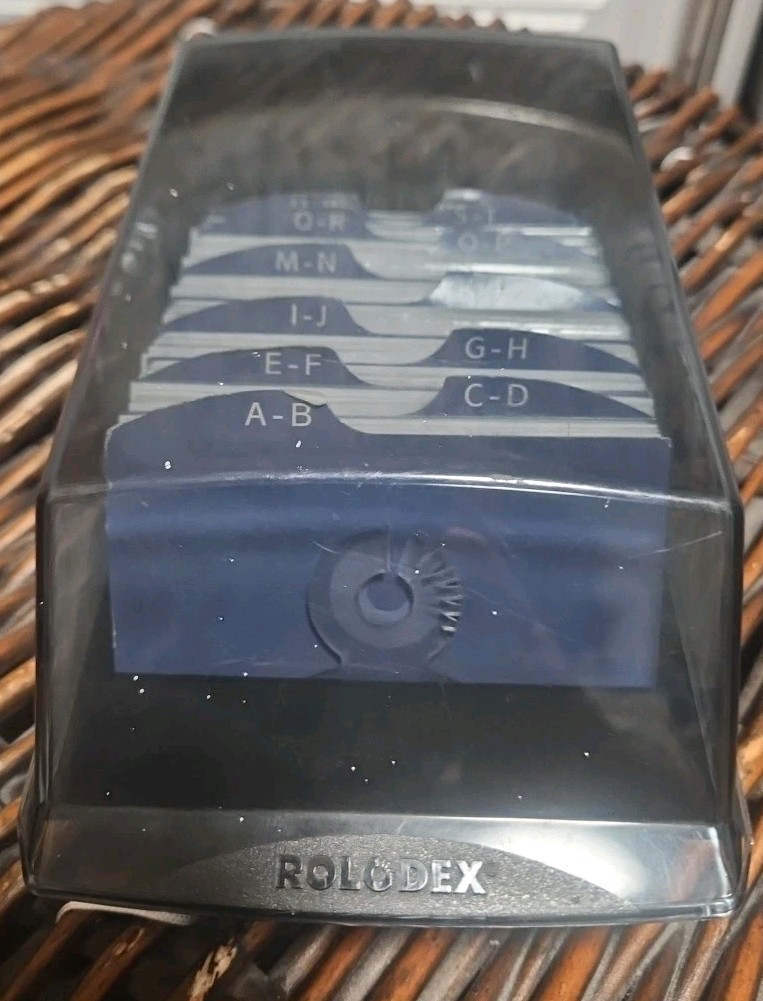 Q-R
O-P
M-N
I-J
G-H
E-F
C-D
A-B
ROLODEX